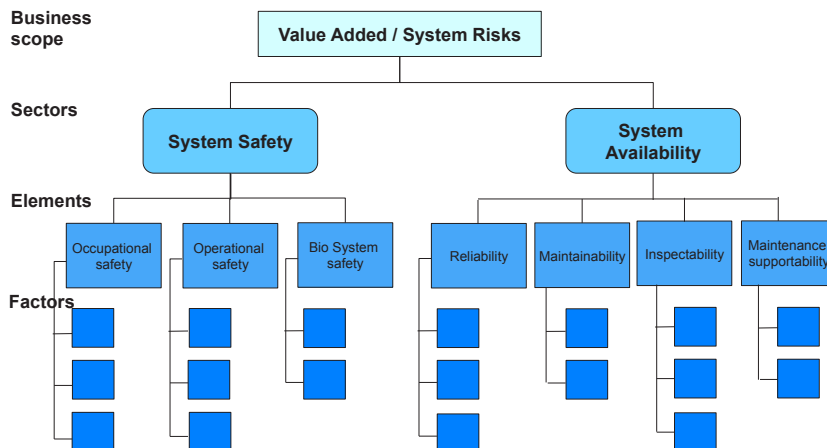 Business
scope
Value Added / System Risks
Sectors
System Safety
System
Availability
Elements
Occupational
safety
Operational
safety
Bio System
safety
Reliability
Maintainability
Inspectability
Maintenance
supportability
Factors